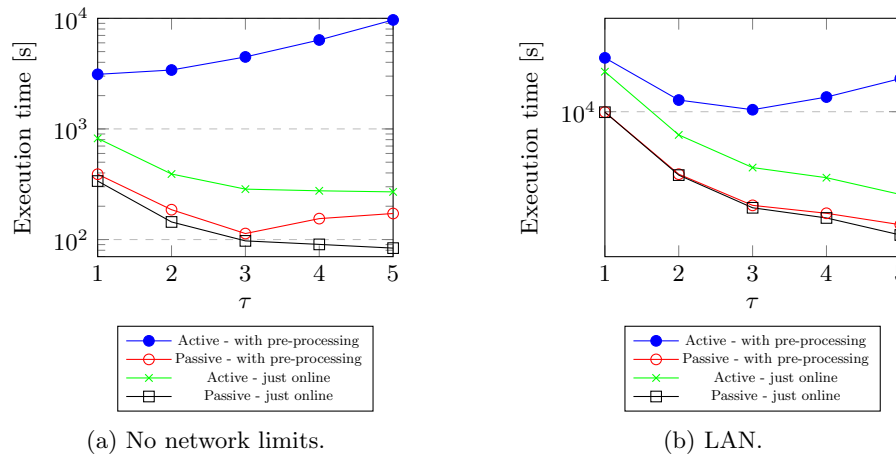 10^4
10^3
10^2
Execution time [s]
1 2 3 4 5
τ
Active - with pre-processing
Passive - with pre-processing
Active - just online
Passive - just online
(a) No network limits.
10^4
Execution time [s]
1 2 3 4
τ
Active - with pre-processing
Passive - with pre-processing
Active - just online
Passive - just online
(b) LAN.